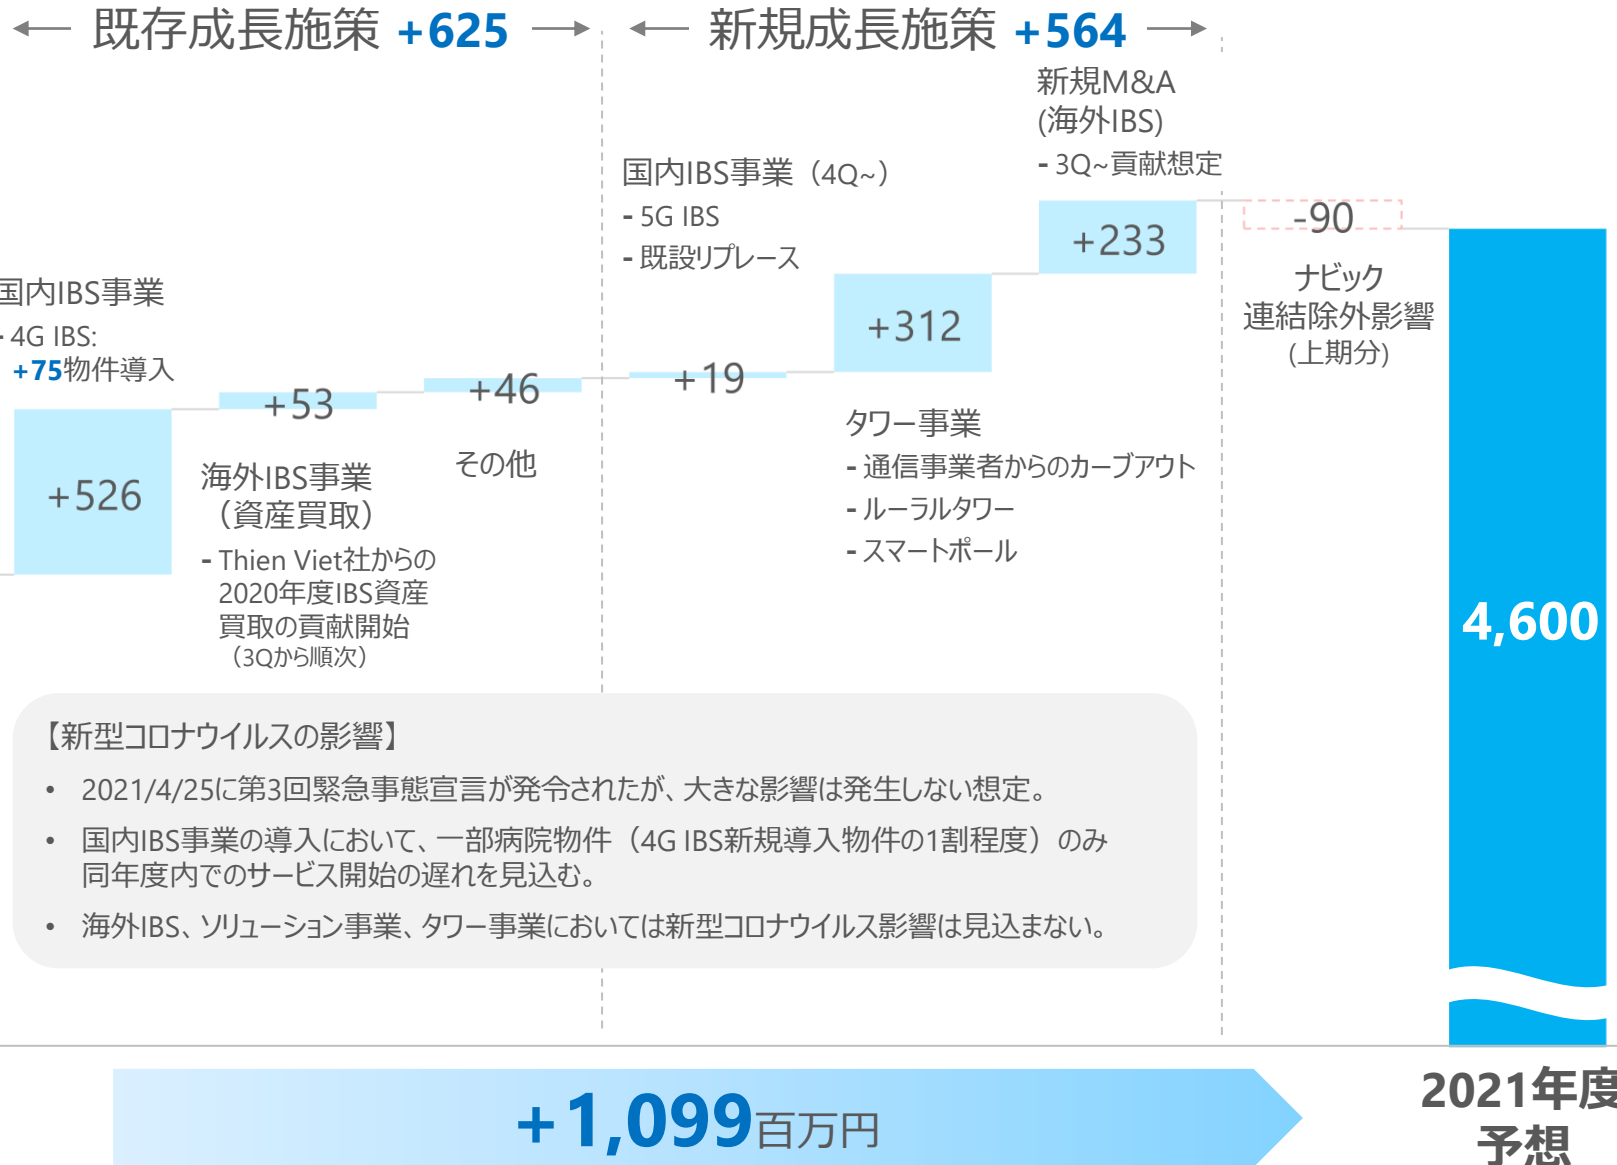 既存成長施策 +625
新規成長施策 +564
国内IBS事業
- 4G IBS:
+75物件導入
+526
+53
海外IBS事業
（資産買取）
- Thien Viet社からの
2020年度IBS資産
買取の貢献開始
（3Qから順次）
+46
その他
国内IBS事業（4Q~）
- 5G IBS
- 既設リプレース
+19
+312
タワー事業
- 通信事業者からのカーブアウト
- ルーラルタワー
- スマートポール
新規M&A
(海外IBS)
- 3Q~貢献想定
+233
-90
ナビック
連結除外影響
(上期分)
4,600
【新型コロナウイルスの影響】
• 2021/4/25に第3回緊急事態宣言が発令されたが、大きな影響は発生しない想定。
• 国内IBS事業の導入において、一部病院物件（4G IBS新規導入物件の1割程度）のみ
同年度内でのサービス開始の遅れを見込む。
• 海外IBS、ソリューション事業、タワー事業においては新型コロナウイルス影響は見込まない。
+1,099百万円
2021年度
予想